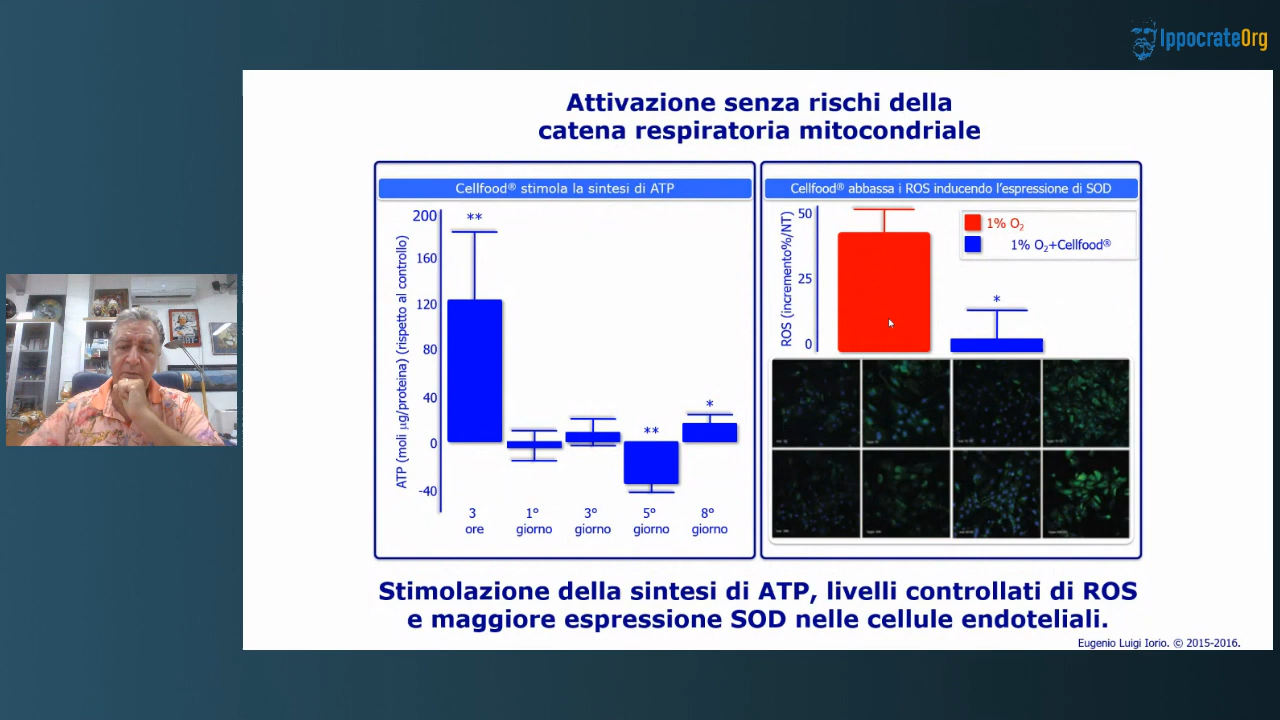 IppocrateOrg
Attivazione senza rischi della
catena respiratoria mitocondriale
Cellfood® stimola la sintesi di ATP
ATP (moli µg/proteina) (rispetto al controllo)
200
160
120
80
40
0
-40
**
**
*
3
ore
1°
giorno
3°
giorno
5°
giorno
8°
giorno
Cellfood® abbassa i ROS inducendo l'espressione di SOD
ROS (incremento%/NT)
50
25
0
*
1% O₂
1% O₂+Cellfood®
Stimolazione della sintesi di ATP, livelli controllati di ROS
e maggiore espressione SOD nelle cellule endoteliali.
Eugenio Luigi Iorio. © 2015-2016.